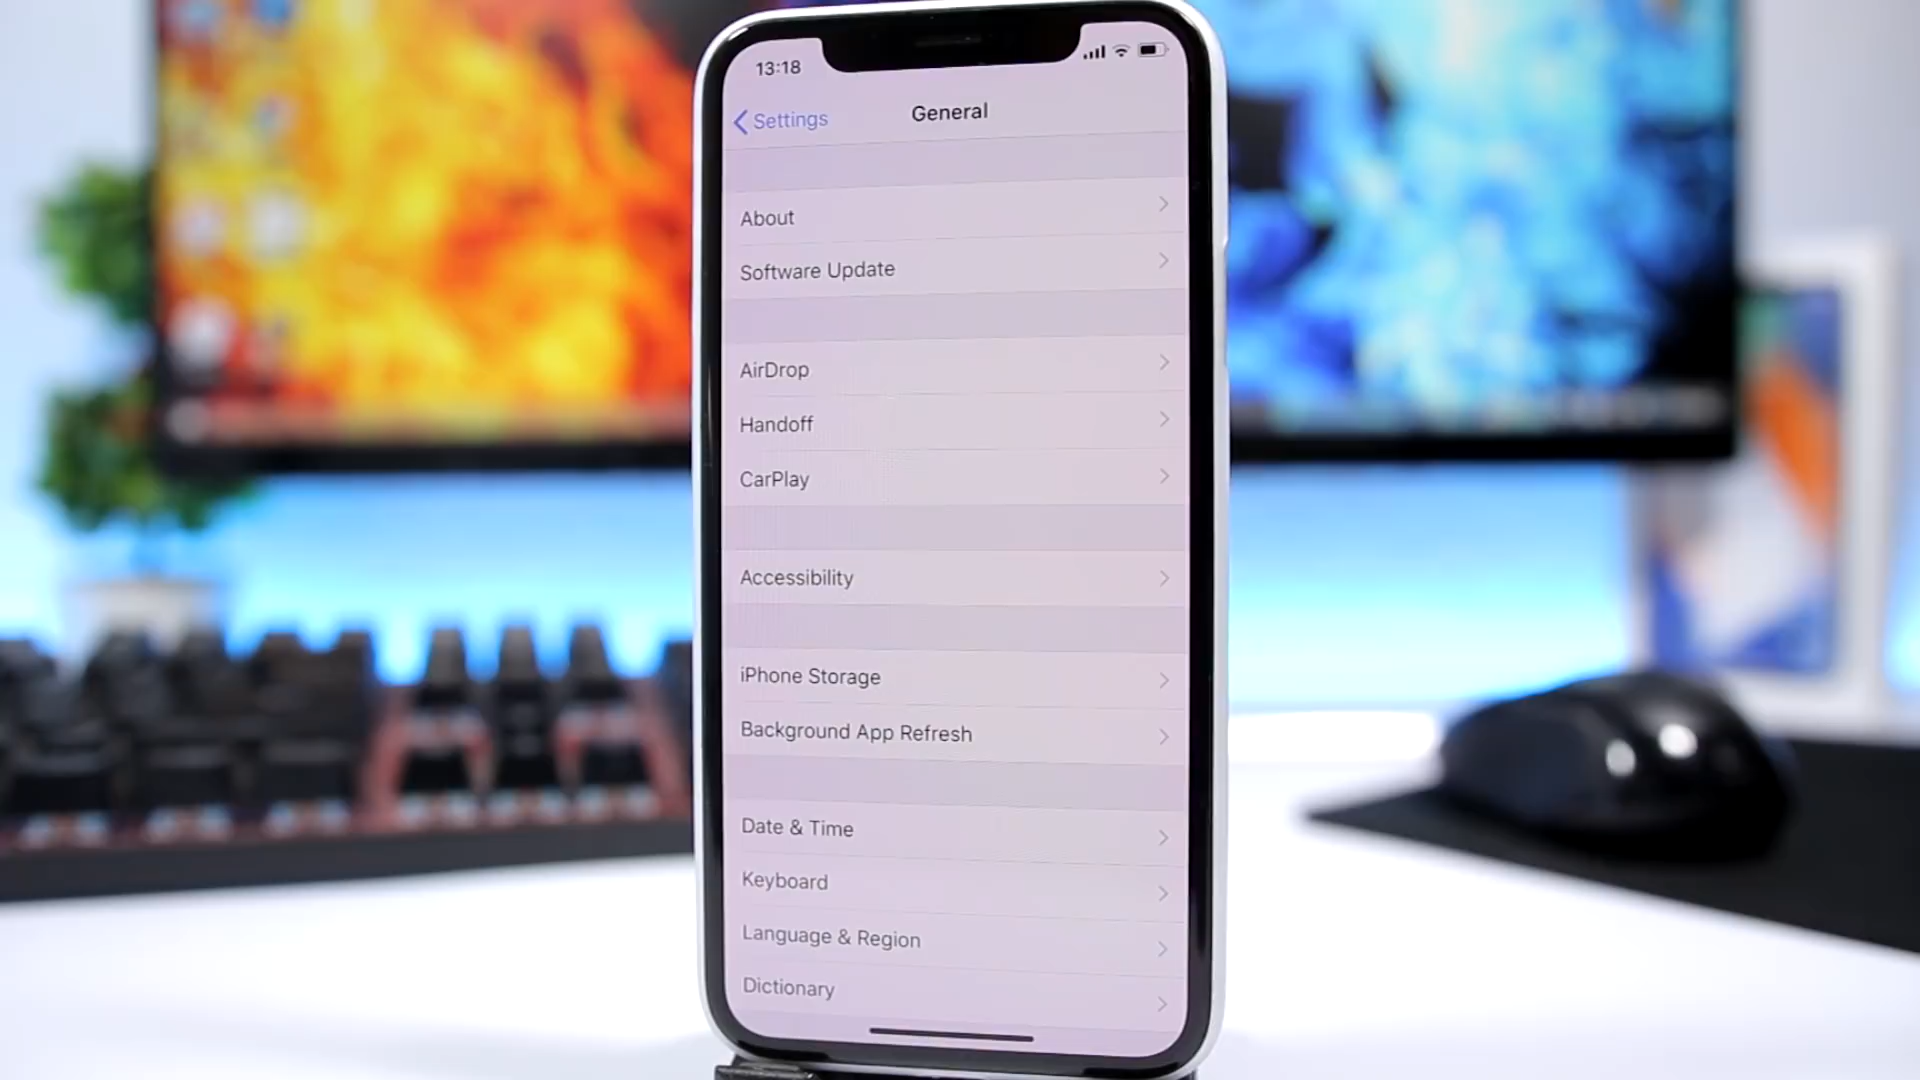 13:18
Settings
General
About
Software Update
AirDrop
Handoff
CarPlay
Accessibility
iPhone Storage
Background App Refresh
Date & Time
Keyboard
Language & Region
Dictionary